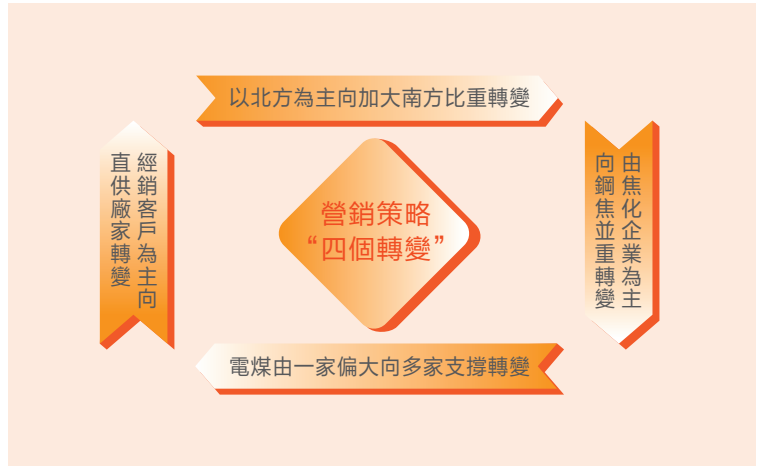 以北方為主向加大南方比重轉變
經銷客戶為主向
直供廠家轉變
營銷策略
“四個轉變”
由焦化企業為主
向鋼焦並重轉變
電煤由一家偏大向多家支撐轉變